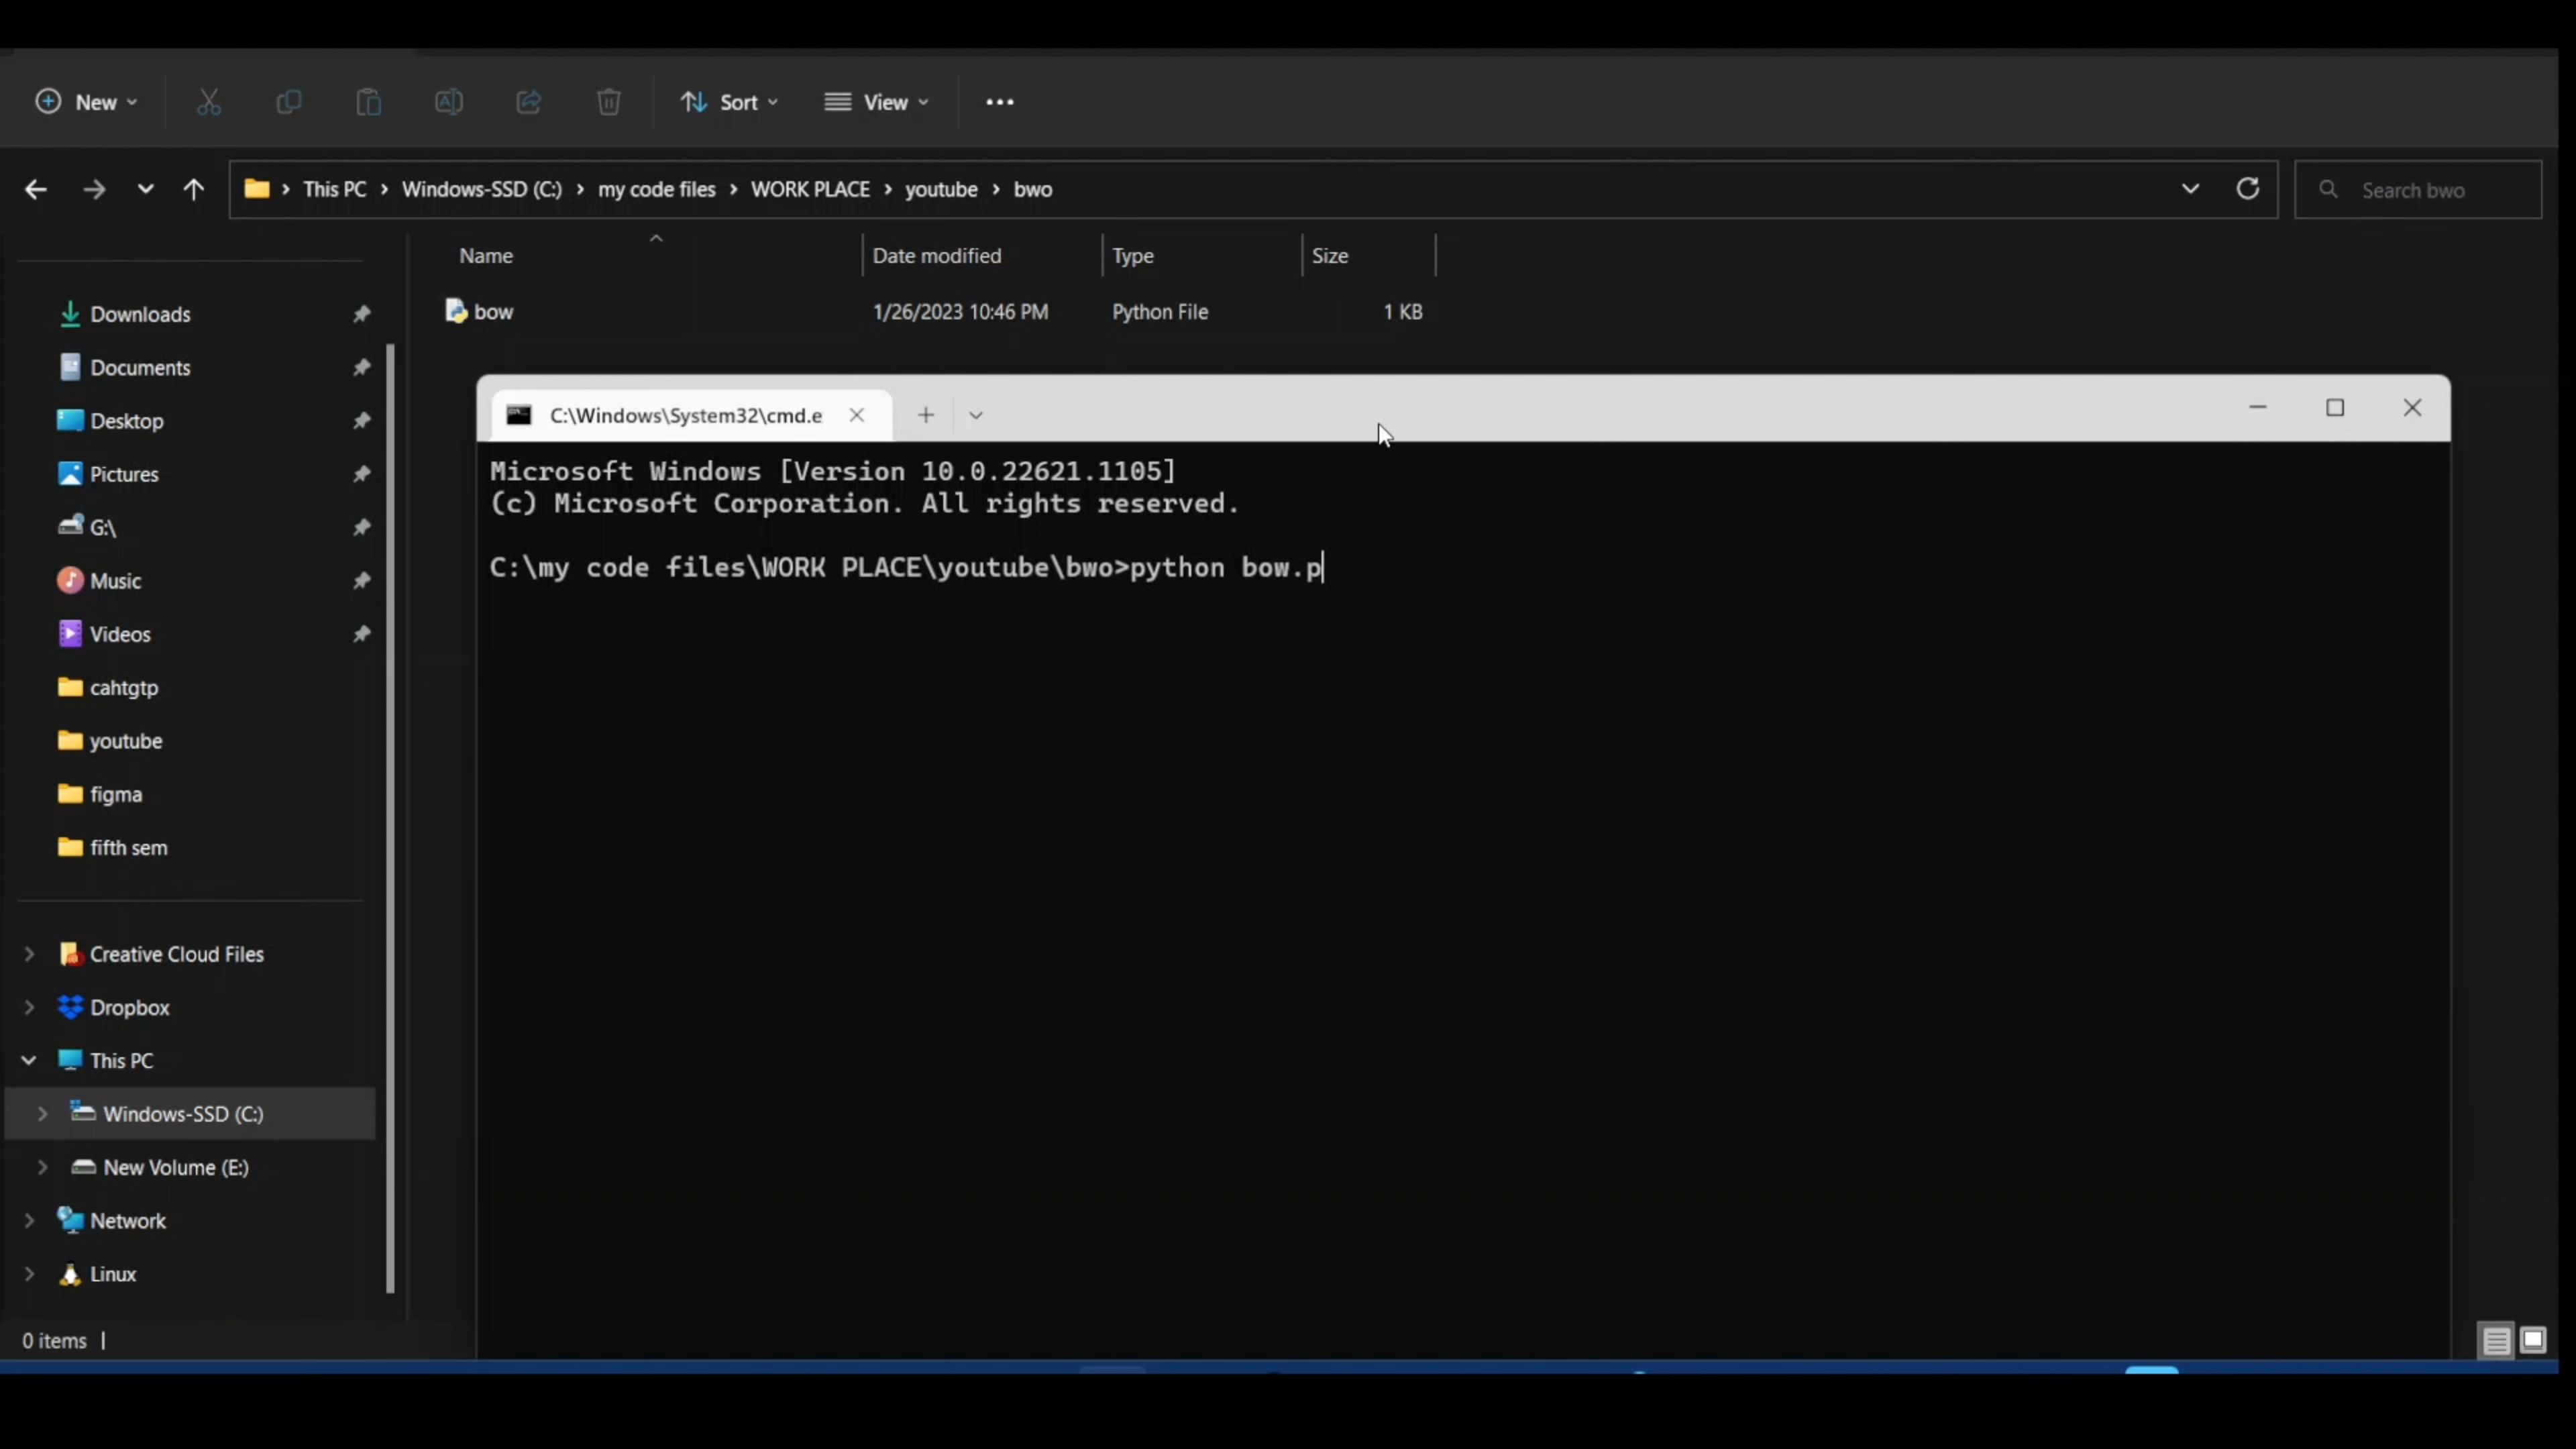 New Sort View
This PC > Windows-SSD (C:) > my code files > WORK PLACE > youtube > bwo
Search bwo
Name Date modified Type Size
bow 1/26/2023 10:46 PM Python File 1 KB
Downloads
Documents
Desktop
Pictures
G:\
Music
Videos
cahtgtp
youtube
figma
fifth sem
Creative Cloud Files
Dropbox
This PC
Windows-SSD (C:)
New Volume (E:)
Network
Linux
0 items
C:\Windows\System32\cmd.e
Microsoft Windows [Version 10.0.22621.1105]
(c) Microsoft Corporation. All rights reserved.
C:\my code files\WORK PLACE\youtube\bwo>python bow.p